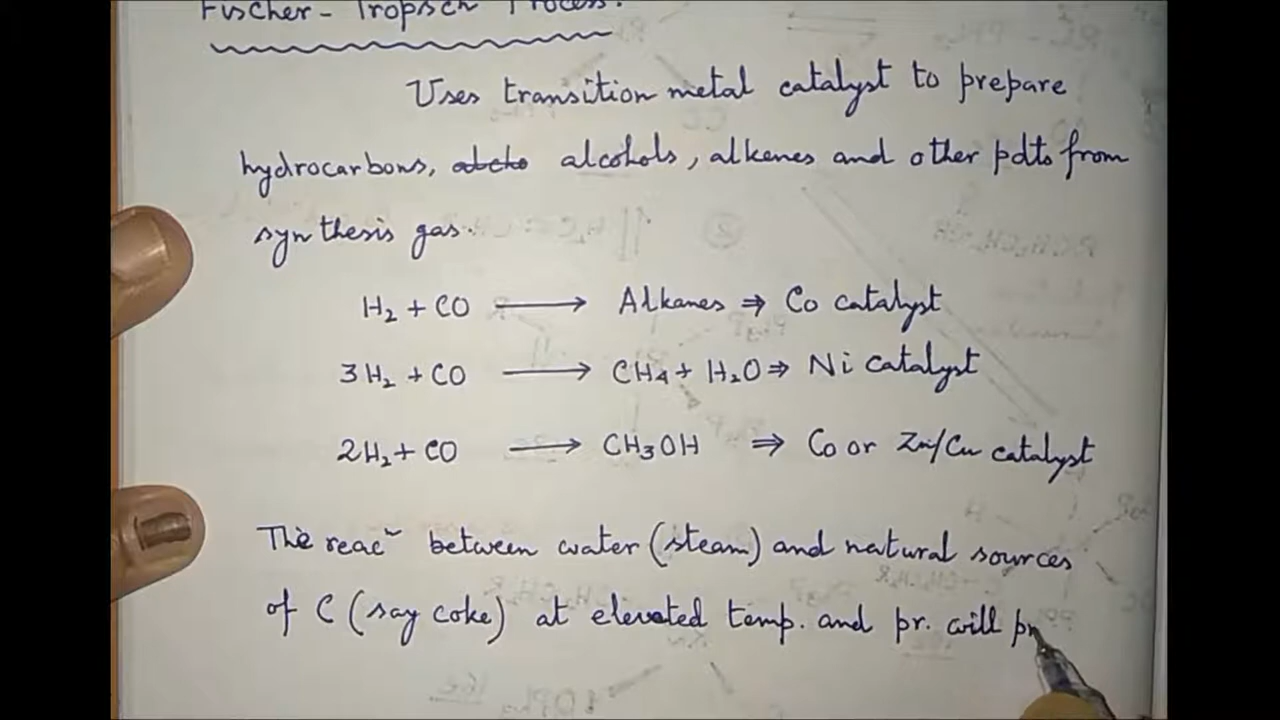 Fischer - Tropsch Process.
Uses transition metal catalyst to prepare
hydrocarbons, alcohols, alkenes and other pdts from
synthesis gas.
H₂ + CO ⟶ Alkanes ⇒ Co catalyst
3H₂ + CO ⟶ CH4 + H₂O ⇒ Ni catalyst
2H₂ + CO ⟶ CH3OH ⇒ Co or Zn/Cu catalyst
The reac~ between water (steam) and natural sources
of C (say coke) at elevated temp. and pr. will pr